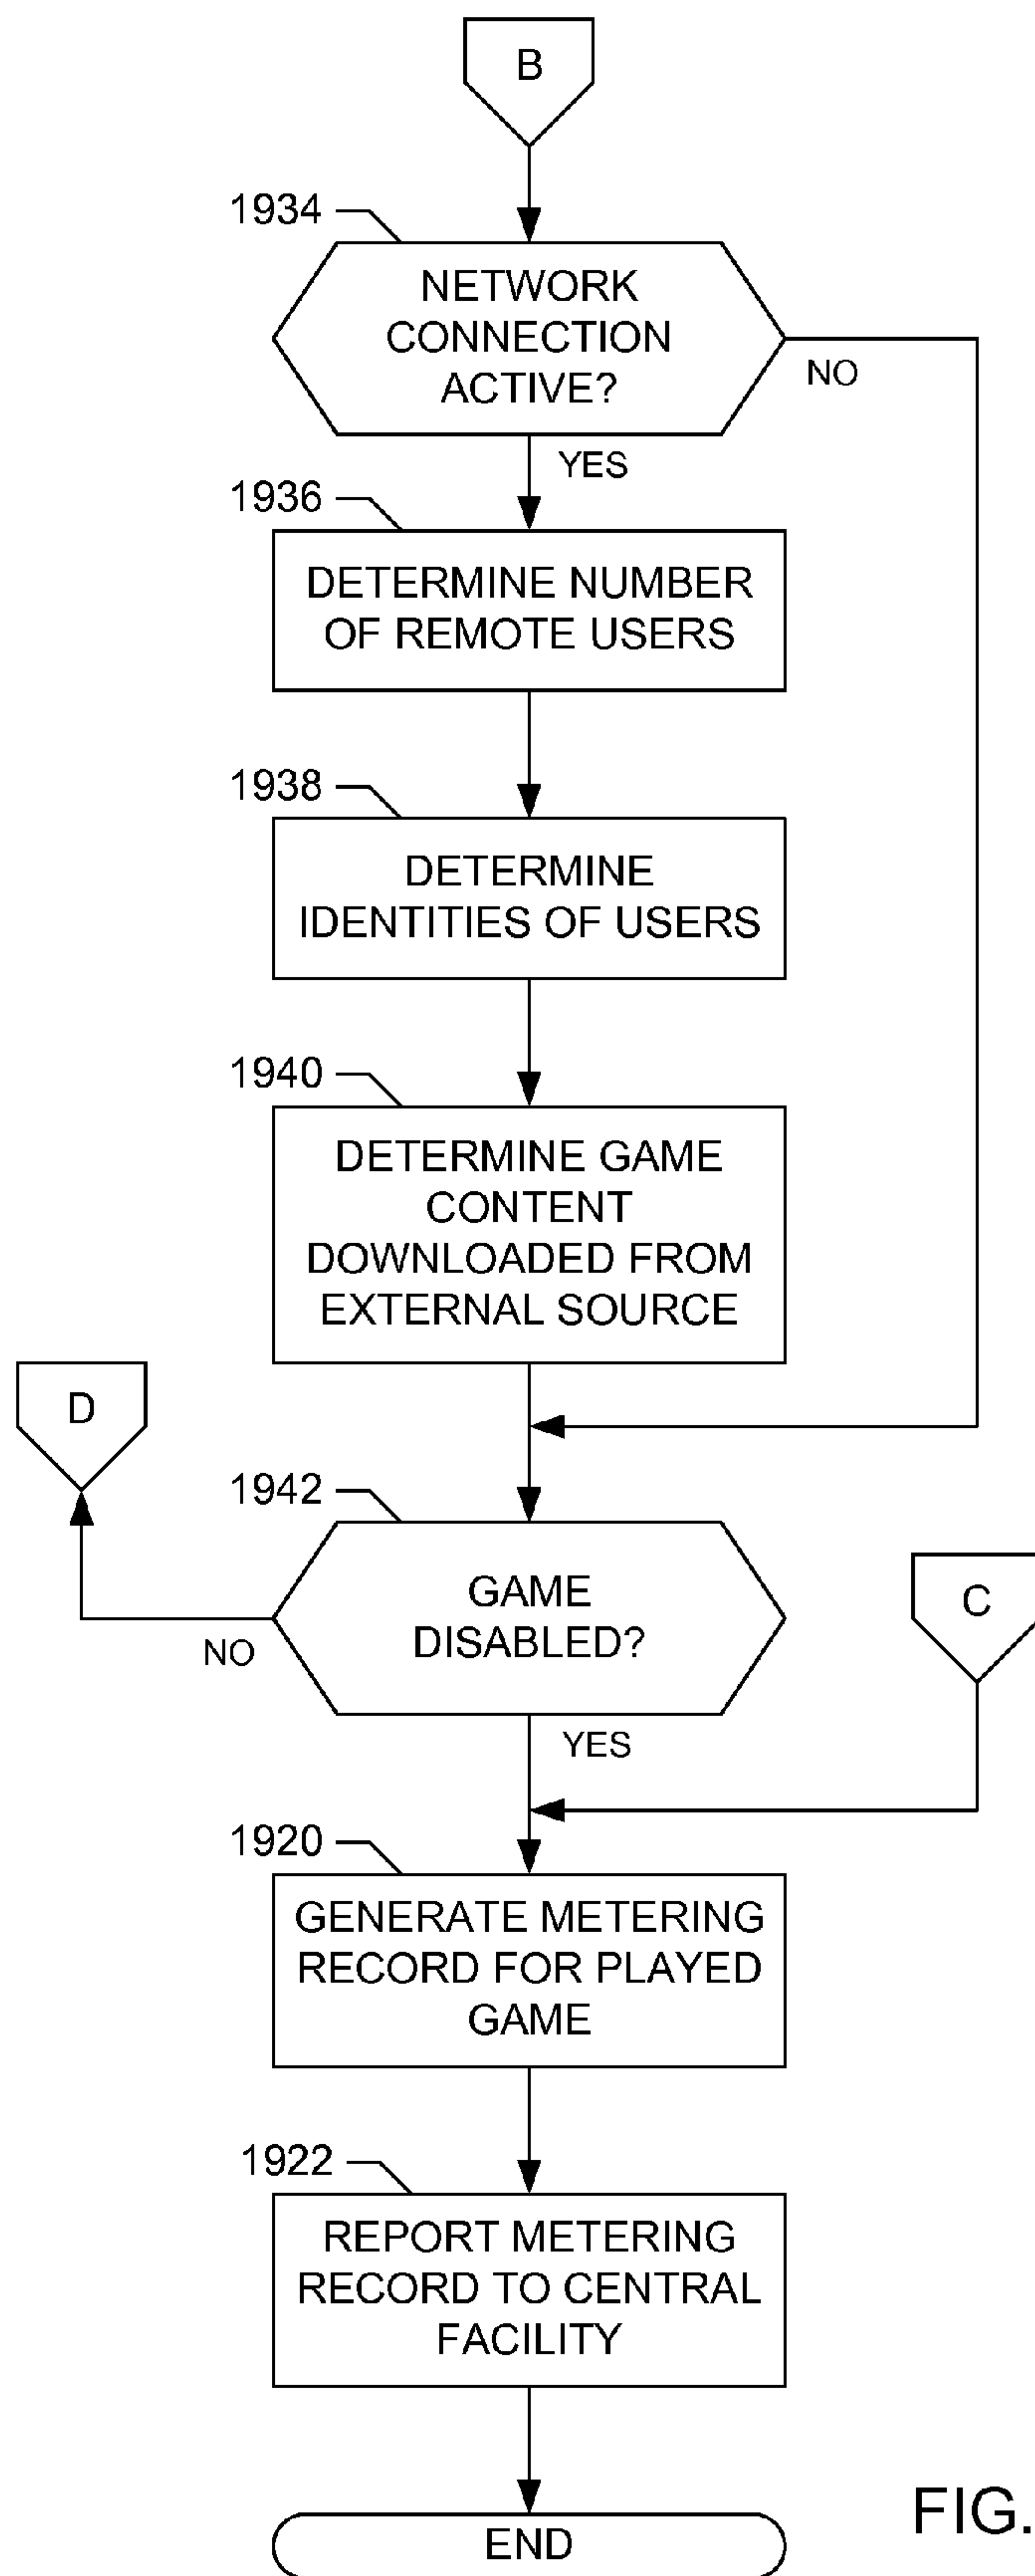 B
1934
NETWORK
CONNECTION
ACTIVE?
NO
YES
1936
DETERMINE NUMBER
OF REMOTE USERS
1938
DETERMINE
IDENTITIES OF USERS
1940
DETERMINE GAME
CONTENT
DOWNLOADED FROM
EXTERNAL SOURCE
D
1942
GAME
DISABLED?
C
NO
YES
1920
GENERATE METERING
RECORD FOR PLAYED
GAME
1922
REPORT METERING
RECORD TO CENTRAL
FACILITY
FIG.
END